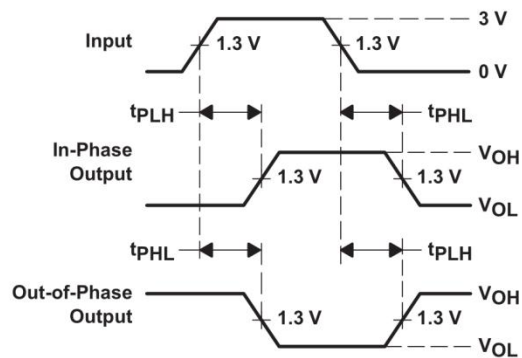 3 V
Input
1.3 V
1.3 V
0 V
tPLH
tPHL
In-Phase
Output
VOH
1.3 V
1.3 V
VOL
tPHL
tPLH
Out-of-Phase
Output
VOH
1.3 V
1.3 V
VOL